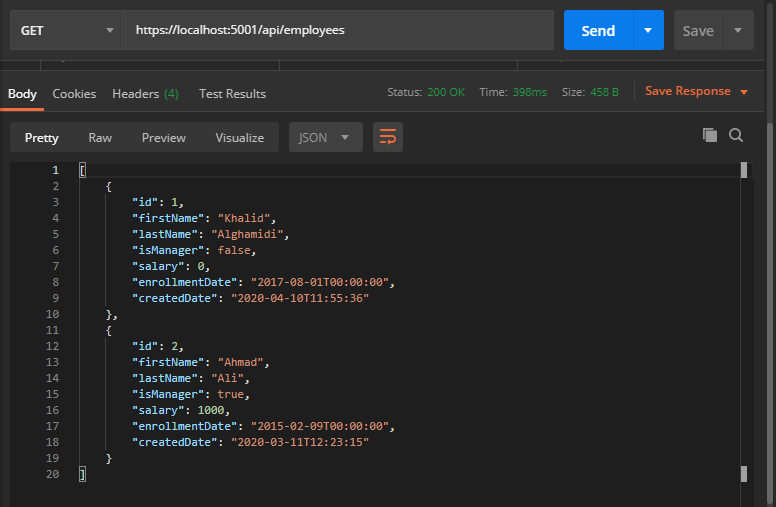 GET https://localhost:5001/api/employees Send Save
Body Cookies Headers (4) Test Results Status: 200 OK Time: 398ms Size: 458 B Save Response
Pretty Raw Preview Visualize JSON
1 [
2 {
3 "id": 1,
4 "firstName": "Khalid",
5 "lastName": "Alghamidi",
6 "isManager": false,
7 "salary": 0,
8 "enrollmentDate": "2017-08-01T00:00:00",
9 "createdDate": "2020-04-10T11:55:36"
10 },
11 {
12 "id": 2,
13 "firstName": "Ahmad",
14 "lastName": "Ali",
15 "isManager": true,
16 "salary": 1000,
17 "enrollmentDate": "2015-02-09T00:00:00",
18 "createdDate": "2020-03-11T12:23:15"
19 }
20 ]